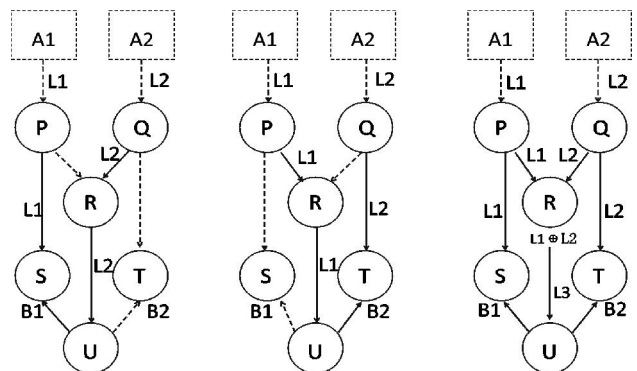 A1 A2 A1 A2 A1 A2
L1 L2 L1 L2 L1 L2
P Q P Q P Q
L2 L1 L1 L2
R R R
L1 L2 L1 L2
L1 ⊕ L2
L2 L1
S T S T S T
L3
B1 B2 B1 B2 B1 B2
U U U